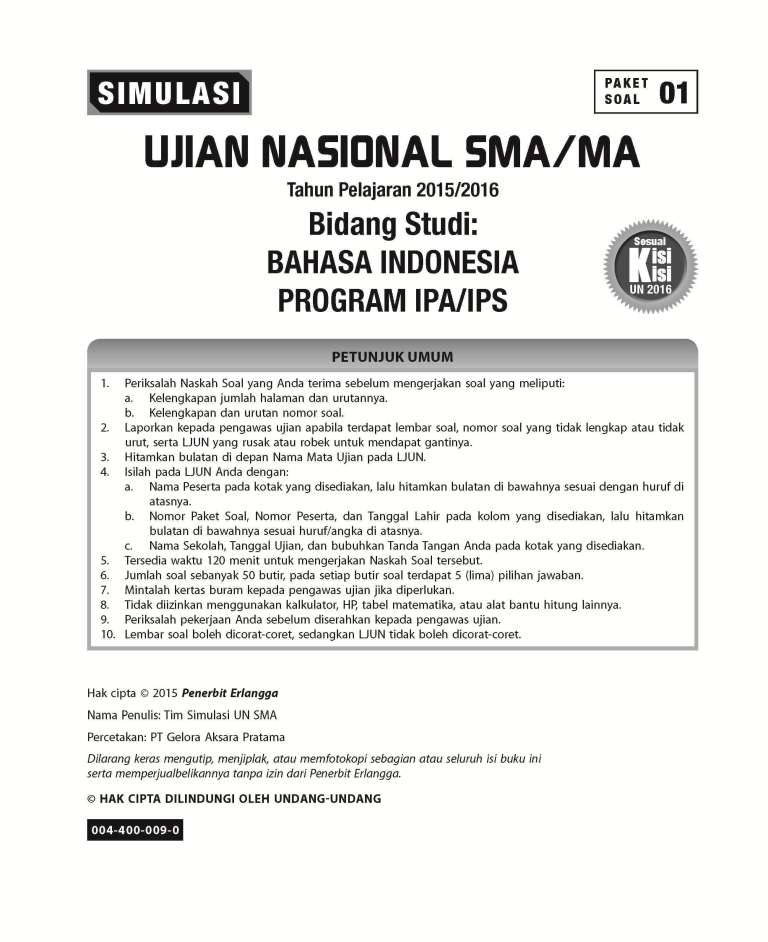 SIMULASI
PAKET
SOAL 01
UJIAN NASIONAL SMA/MA
Tahun Pelajaran 2015/2016
Bidang Studi:
BAHASA INDONESIA
PROGRAM IPA/IPS
Sesuai
Kisi
Kisi
UN 2016
PETUNJUK UMUM
1. Periksalah Naskah Soal yang Anda terima sebelum mengerjakan soal yang meliputi:
a. Kelengkapan jumlah halaman dan urutannya.
b. Kelengkapan dan urutan nomor soal.
2. Laporkan kepada pengawas ujian apabila terdapat lembar soal, nomor soal yang tidak lengkap atau tidak
urut, serta LJUN yang rusak atau robek untuk mendapat gantinya.
3. Hitamkan bulatan di depan Nama Mata Ujian pada LJUN.
4. Isilah pada LJUN Anda dengan:
a. Nama Peserta pada kotak yang disediakan, lalu hitamkan bulatan di bawahnya sesuai dengan huruf di
atasnya.
b. Nomor Paket Soal, Nomor Peserta, dan Tanggal Lahir pada kolom yang disediakan, lalu hitamkan
bulatan di bawahnya sesuai huruf/angka di atasnya.
c. Nama Sekolah, Tanggal Ujian, dan bubuhkan Tanda Tangan Anda pada kotak yang disediakan.
5. Tersedia waktu 120 menit untuk mengerjakan Naskah Soal tersebut.
6. Jumlah soal sebanyak 50 butir, pada setiap butir soal terdapat 5 (lima) pilihan jawaban.
7. Mintalah kertas buram kepada pengawas ujian jika diperlukan.
8. Tidak diizinkan menggunakan kalkulator, HP, tabel matematika, atau alat bantu hitung lainnya.
9. Periksalah pekerjaan Anda sebelum diserahkan kepada pengawas ujian.
10. Lembar soal boleh dicorat-coret, sedangkan LJUN tidak boleh dicorat-coret.
Hak cipta © 2015 Penerbit Erlangga
Nama Penulis: Tim Simulasi UN SMA
Percetakan: PT Gelora Aksara Pratama
Dilarang keras mengutip, menjiplak, atau memfotokopi sebagian atau seluruh isi buku ini
serta memperjualbelikannya tanpa izin dari Penerbit Erlangga.
© HAK CIPTA DILINDUNGI OLEH UNDANG-UNDANG
004-400-009-0